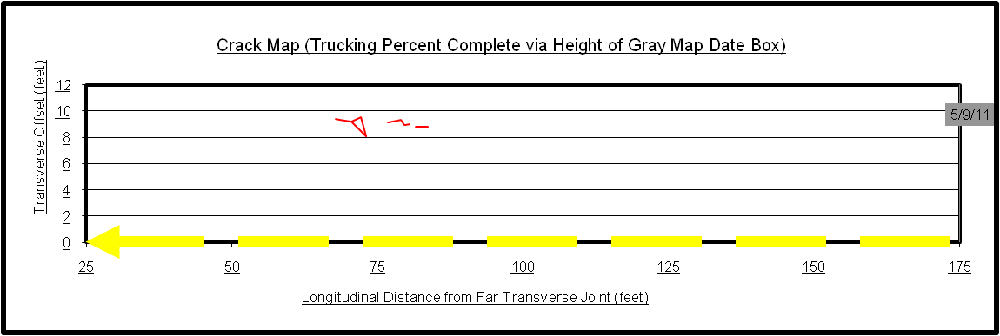 Crack Map (Trucking Percent Complete via Height of Gray Map Date Box)
Transverse Offset (feet)
12
10
8
6
4
2
0
5/9/11
25 50 75 100 125 150 175
Longitudinal Distance from Far Transverse Joint (feet)